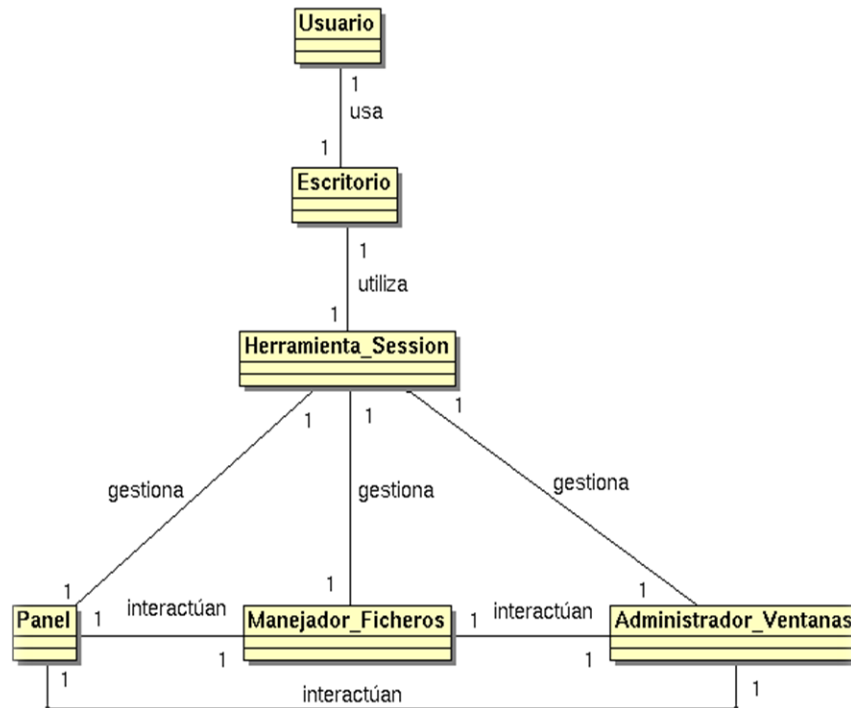 Usuario
1
usa
1
Escritorio
1
utiliza
1
Herramienta_Session
1 1 1
gestiona gestiona gestiona
1 1 1
interactúan interactúan
Panel 1 Manejador_Ficheros 1 Administrador_Ventanas
1 1 1 1
interactúan